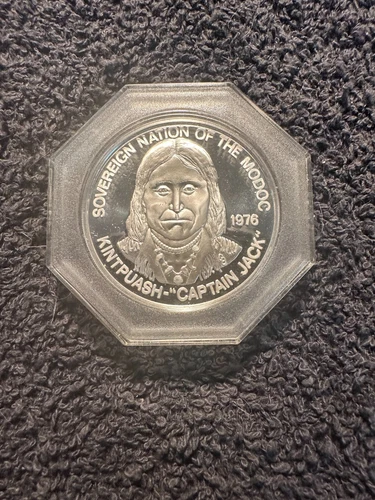 SOVEREIGN NATION OF THE MODOC
1976
KINTPUASH-"CAPTAIN JACK"